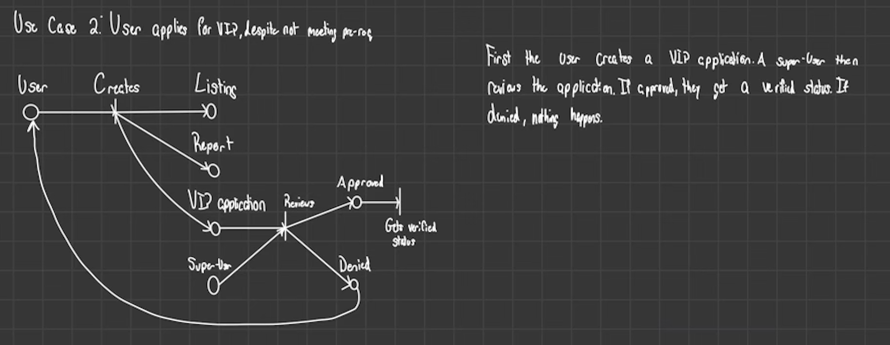 Use Case 2: User applies for VIP, despite not meeting pre-req
First the User Creates a VIP application. A Super-User then
reviews the application. If approved, they get a verified status. If
denied, nothing happens.
User
Creates
Listing
Report
VIP application
Reviews
Approved
Gets verified
status
Super-User
Denied